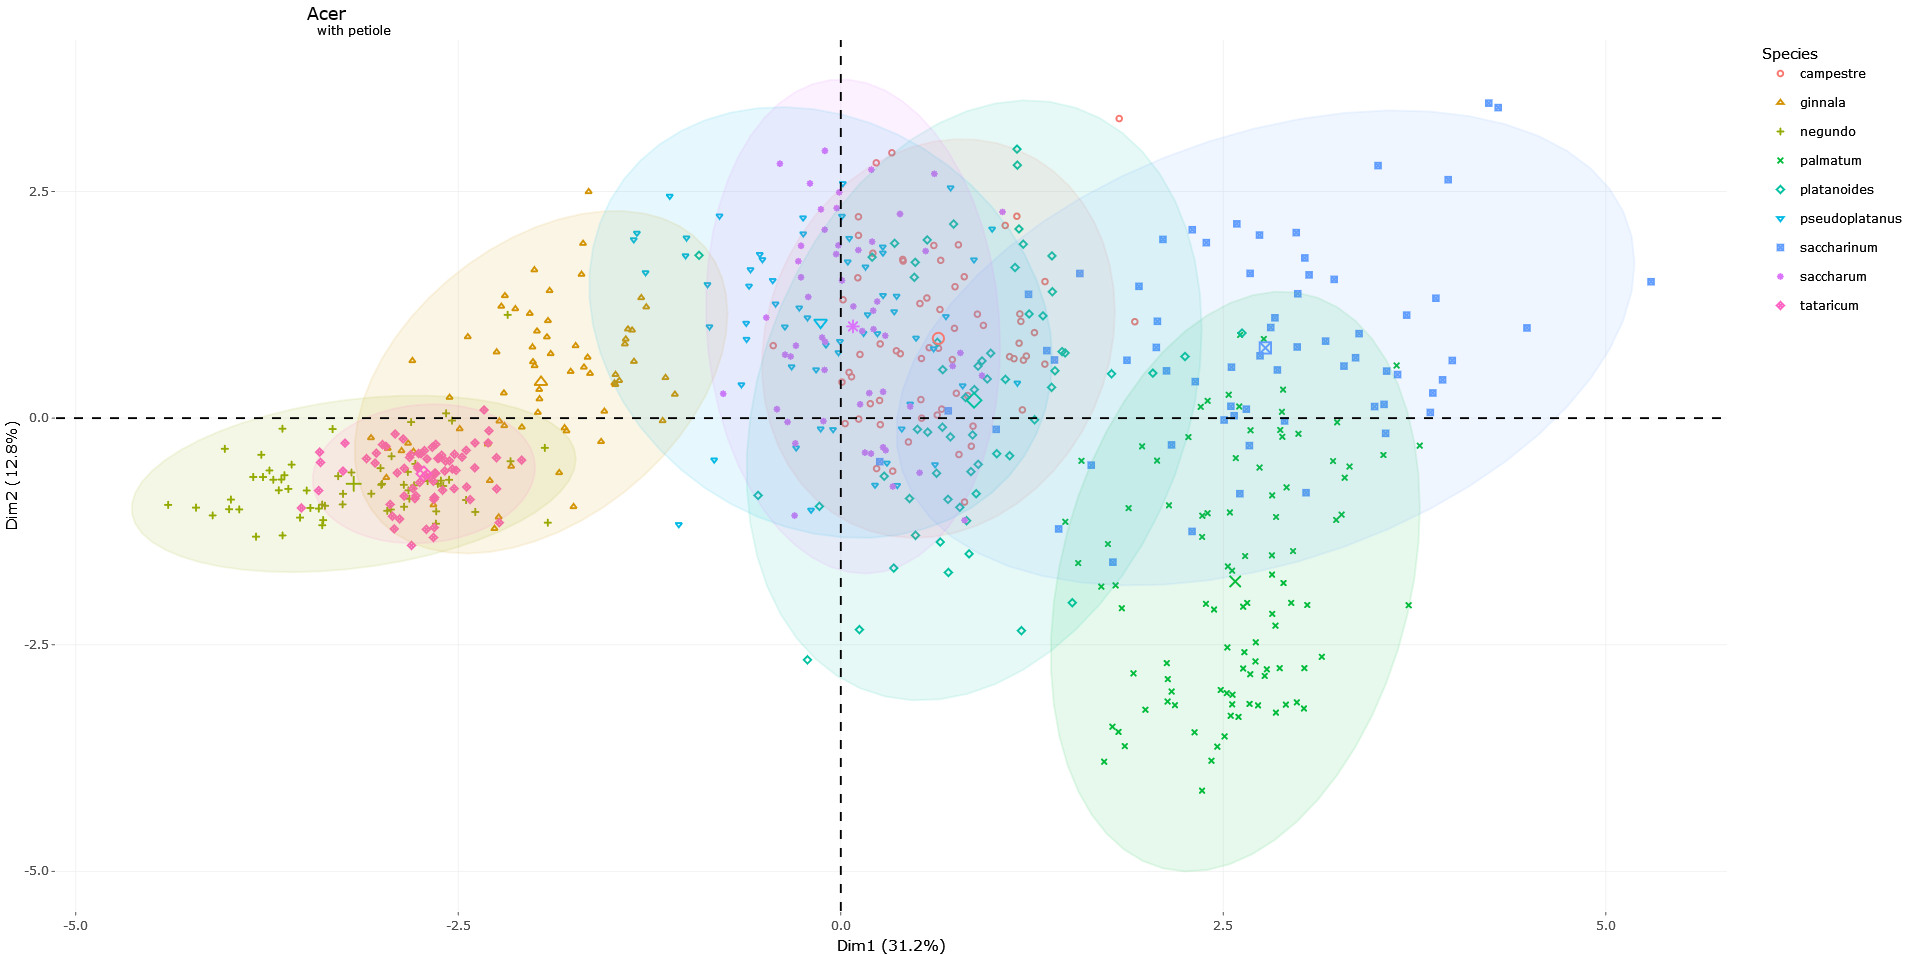 Acer
with petiole
Species
campestre
ginnala
negundo
palmatum
platanoides
pseudoplatanus
saccharinum
saccharum
tataricum
Dim2 (12.8%)
2.5
0.0
-2.5
-5.0
-5.0
-2.5
0.0
2.5
5.0
Dim1 (31.2%)